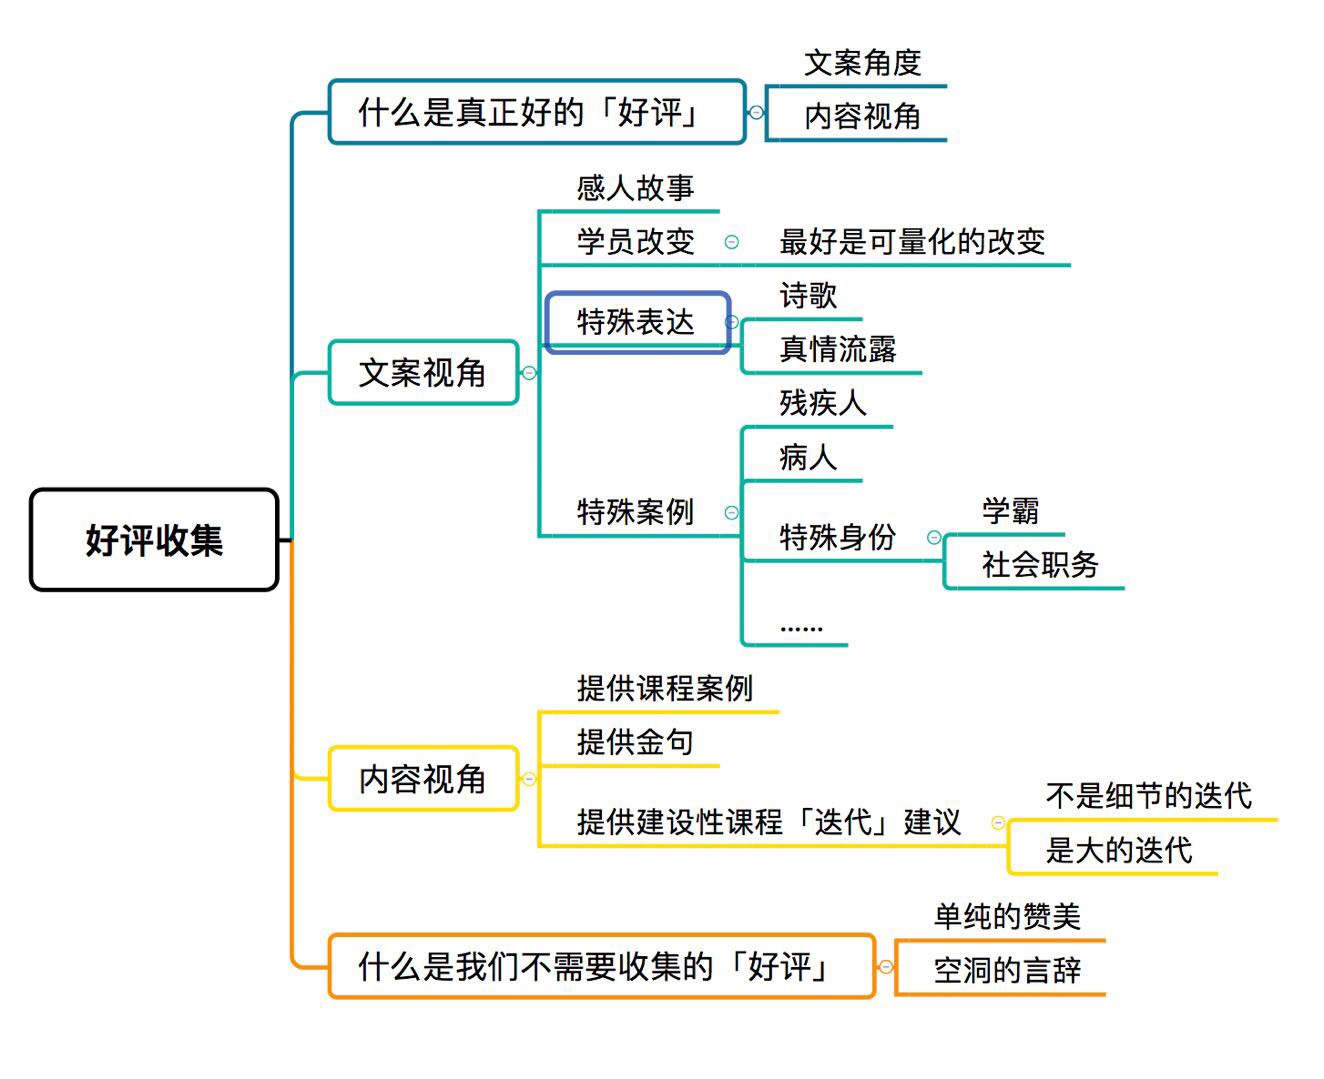 好评收集
什么是真正好的「好评」
文案角度
内容视角
文案视角
感人故事
学员改变
最好是可量化的改变
特殊表达
诗歌
真情流露
特殊案例
残疾人
病人
特殊身份
学霸
社会职务
……
内容视角
提供课程案例
提供金句
提供建设性课程「迭代」建议
不是细节的迭代
是大的迭代
什么是我们不需要收集的「好评」
单纯的赞美
空洞的言辞